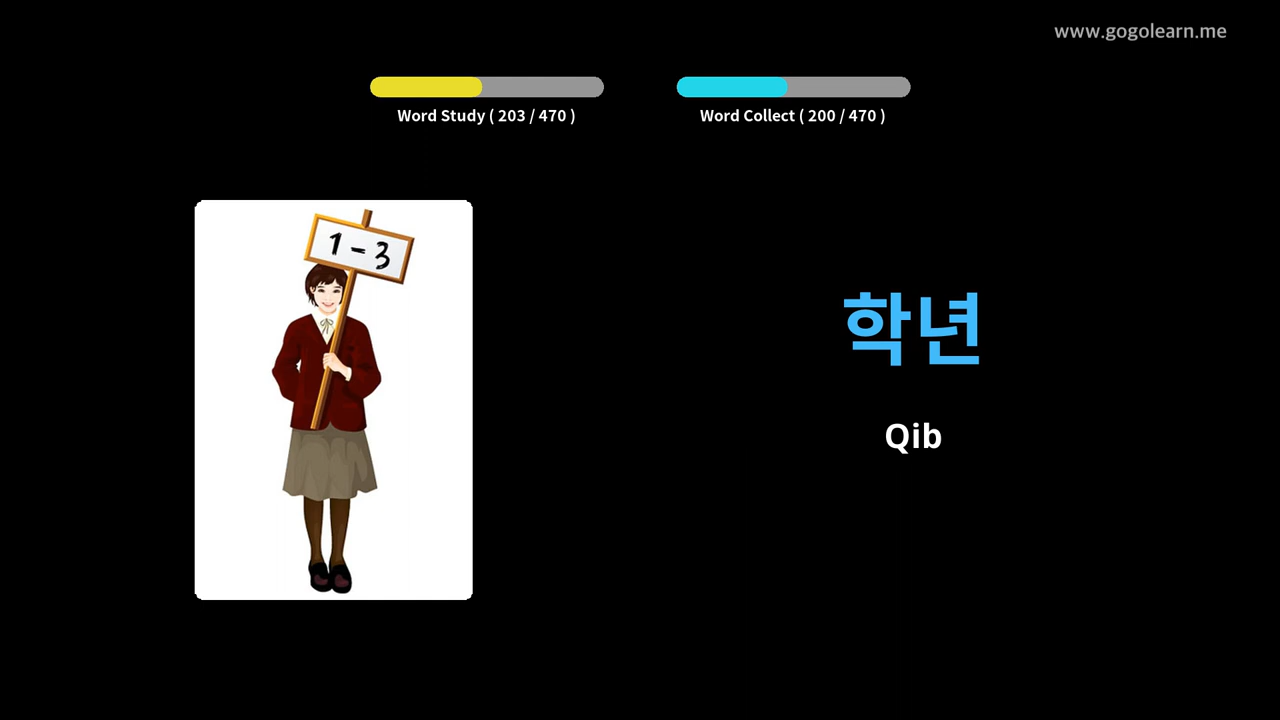 www.gogolearn.me
Word Study ( 203 / 470 )
Word Collect ( 200 / 470 )
1 - 3
학년
Qib